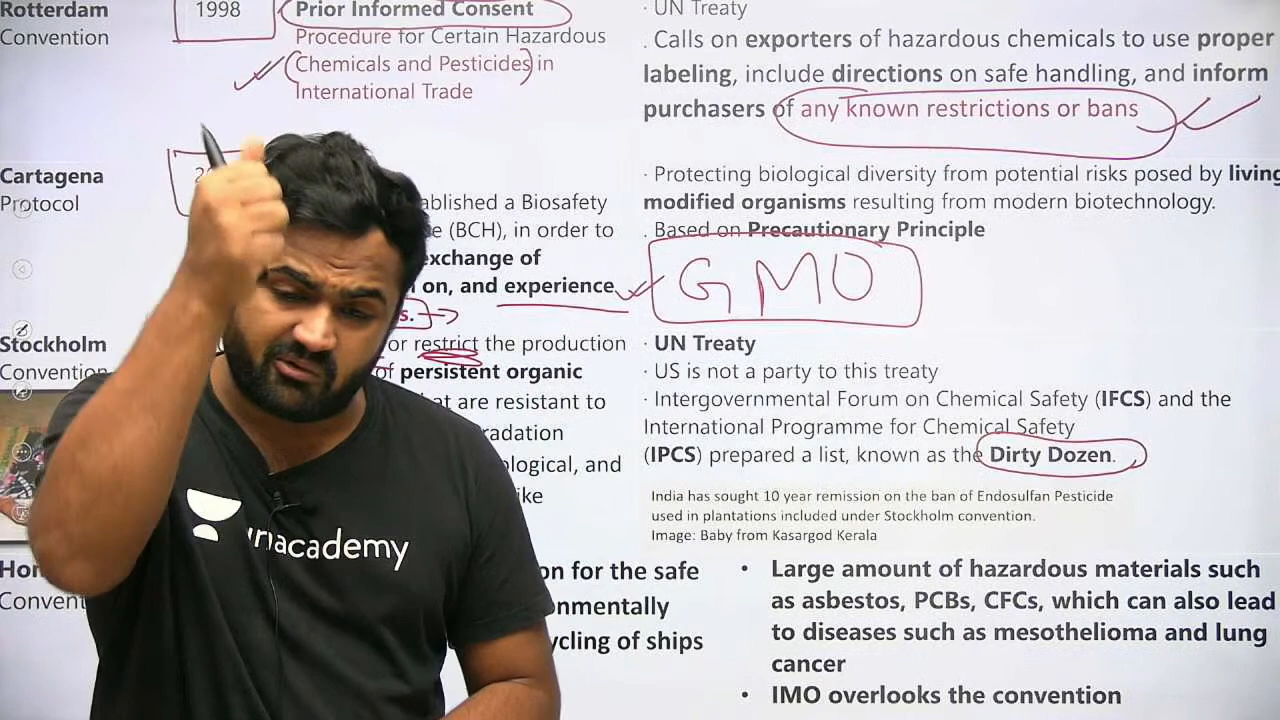 Rotterdam
Convention
1998
Prior Informed Consent
Procedure for Certain Hazardous
Chemicals and Pesticides in
International Trade
· UN Treaty
. Calls on exporters of hazardous chemicals to use proper
labeling, include directions on safe handling, and inform
purchasers of any known restrictions or bans
Cartagena
Protocol
a Biosafety
(BCH), in order to
exchange of
on, and experience
· Protecting biological diversity from potential risks posed by living
modified organisms resulting from modern biotechnology.
. Based on Precautionary Principle
GMO
Stockholm
Convention
or restrict the production
of persistent organic
that are resistant to
and
· UN Treaty
· US is not a party to this treaty
· Intergovernmental Forum on Chemical Safety (IFCS) and the
International Programme for Chemical Safety
(IPCS) prepared a list, known as the Dirty Dozen.
India has sought 10 year remission on the ban of Endosulfan Pesticide
used in plantations included under Stockholm convention.
Image: Baby from Kasargod Kerala
for the safe
of ships
• Large amount of hazardous materials such
as asbestos, PCBs, CFCs, which can also lead
to diseases such as mesothelioma and lung
cancer
• IMO overlooks the convention
unacademy